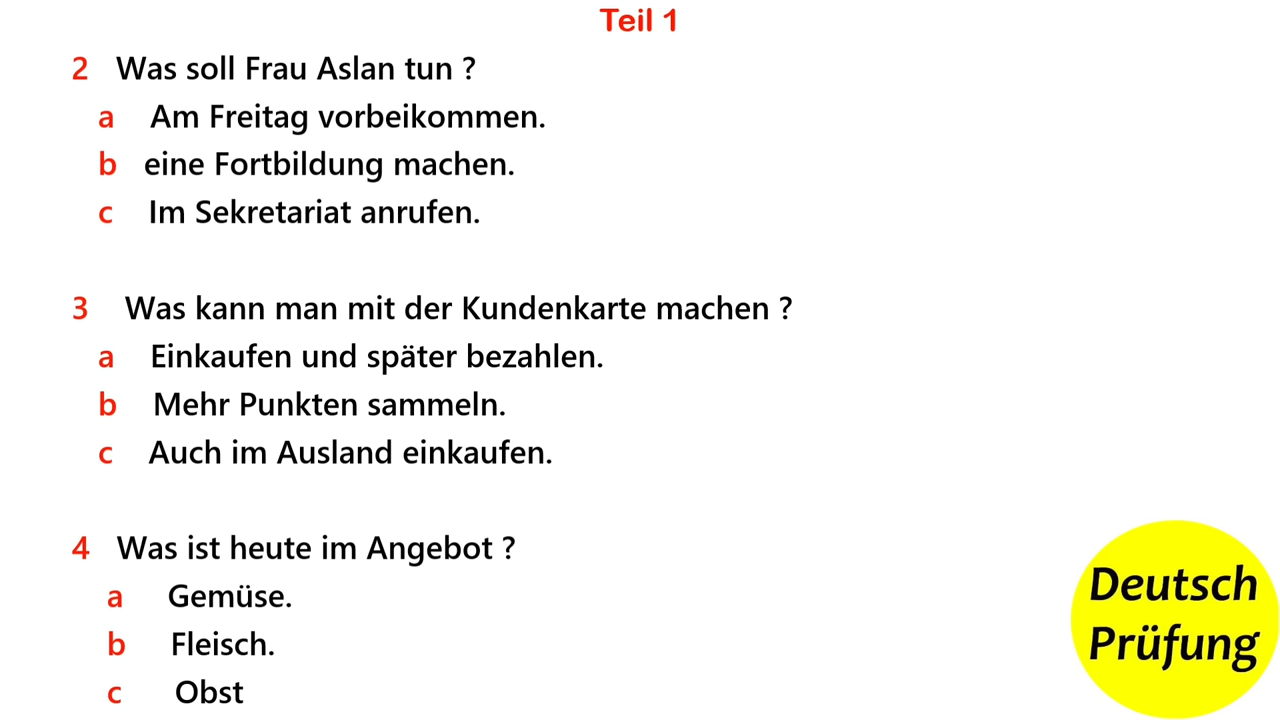 Teil 1
2 Was soll Frau Aslan tun ?
a Am Freitag vorbeikommen.
b eine Fortbildung machen.
c Im Sekretariat anrufen.
3 Was kann man mit der Kundenkarte machen ?
a Einkaufen und später bezahlen.
b Mehr Punkten sammeln.
c Auch im Ausland einkaufen.
4 Was ist heute im Angebot ?
a Gemüse.
b Fleisch.
c Obst
Deutsch
Prüfung